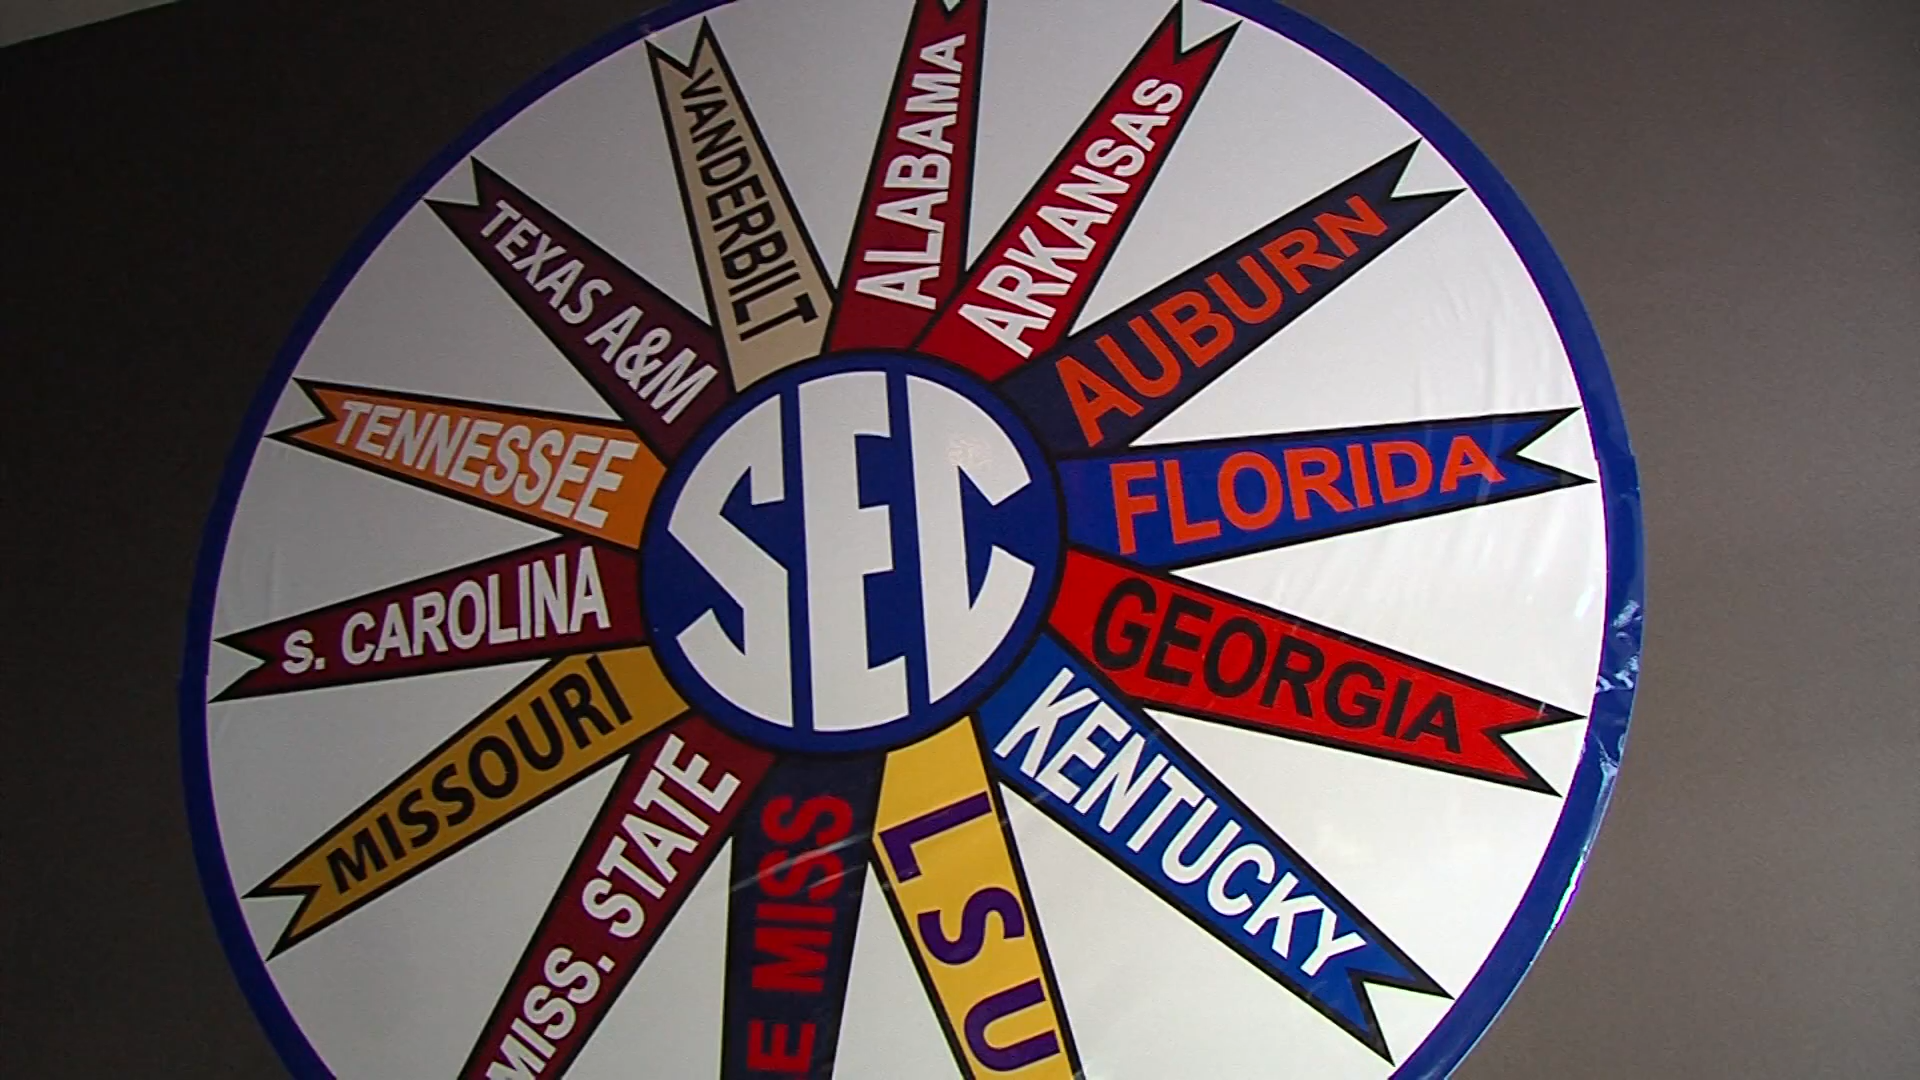 SEC
ALABAMA
ARKANSAS
AUBURN
FLORIDA
GEORGIA
KENTUCKY
LSU
E MISS
MISS. STATE
MISSOURI
S. CAROLINA
TENNESSEE
TEXAS A&M
VANDERBILT